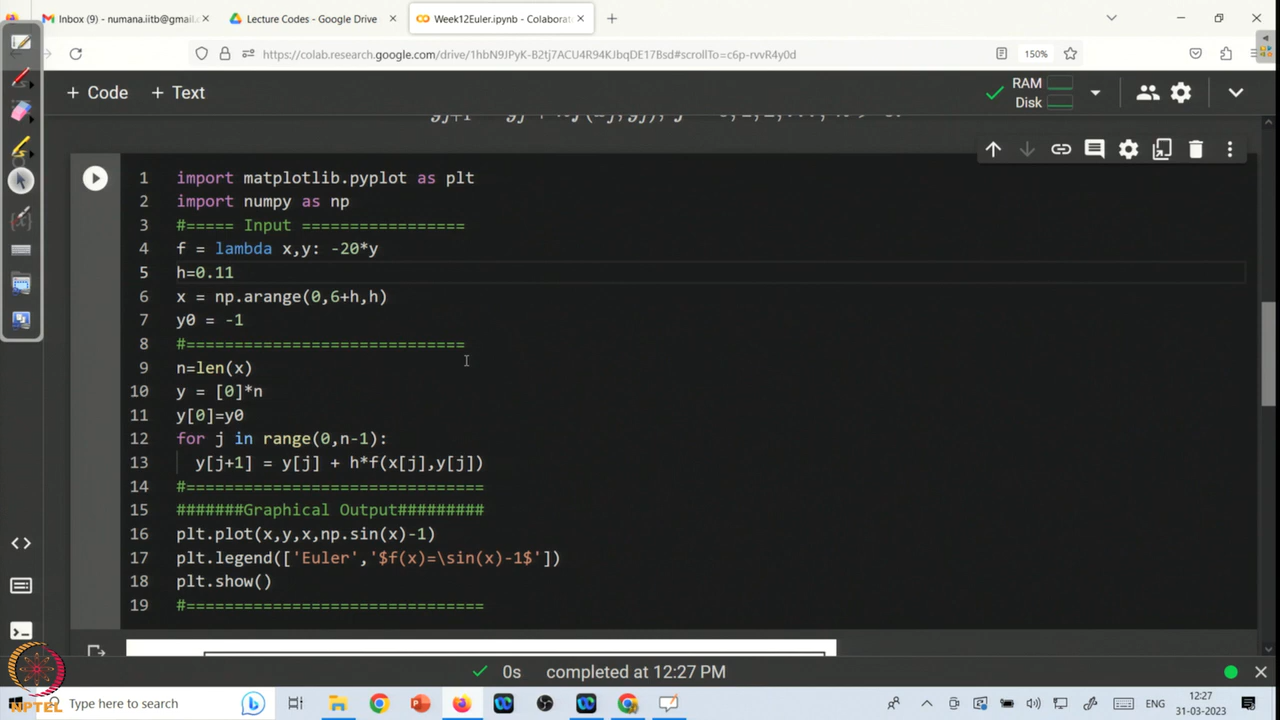 Inbox (9) - numana.iitb@gmail.
Lecture Codes - Google Drive
Week12Euler.ipynb - Colaborat
https://colab.research.google.com/drive/1hbN9JPyK-B2tj7ACU4R94KJbqDE17Bsd#scrollTo=c6p-rvvR4y0d
150%
+ Code + Text
RAM
Disk
1 import matplotlib.pyplot as plt
2 import numpy as np
3 #===== Input =================
4 f = lambda x,y: -20*y
5 h=0.11
6 x = np.arange(0,6+h,h)
7 y0 = -1
8 #============================
9 n=len(x)
10 y = [0]*n
11 y[0]=y0
12 for j in range(0,n-1):
13 y[j+1] = y[j] + h*f(x[j],y[j])
14 #==============================
15 #######Graphical Output#########
16 plt.plot(x,y,x,np.sin(x)-1)
17 plt.legend(['Euler','$f(x)=\sin(x)-1$'])
18 plt.show()
19 #==============================
0s completed at 12:27 PM
NPTEL
Type here to search
12:27
31-03-2023